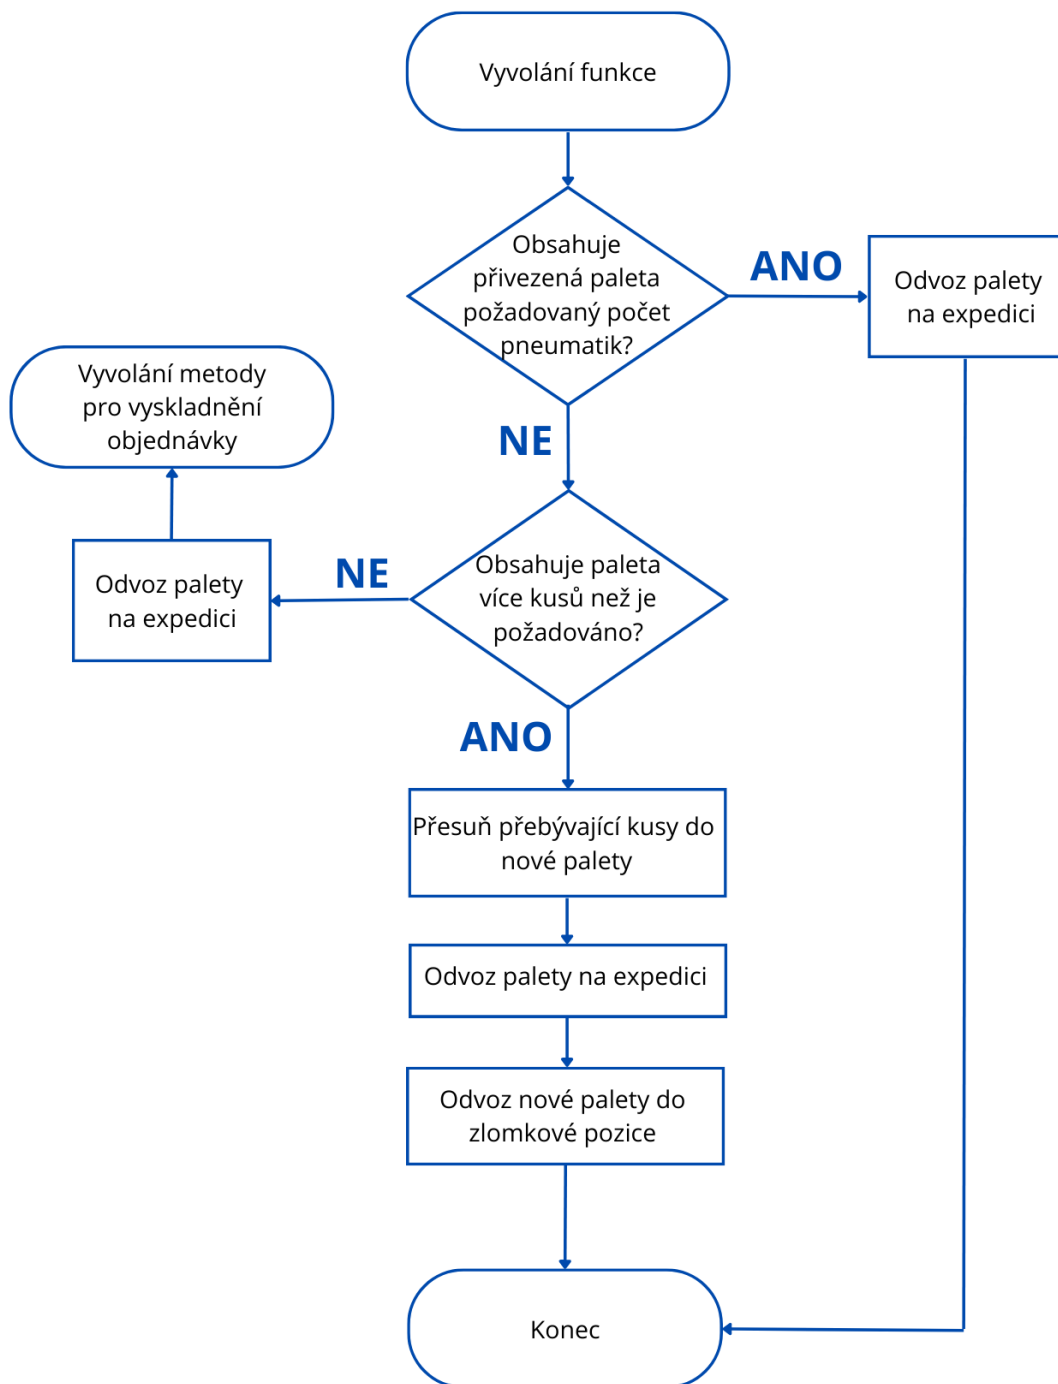 Vyvolání funkce
Obsahuje
přivezená paleta
požadovaný počet
pneumatik?
ANO
Odvoz palety
na expedici
NE
Vyvolání metody
pro vyskladnění
objednávky
Odvoz palety
na expedici
NE
Obsahuje paleta
více kusů než je
požadováno?
ANO
Přesuň přebývající kusy do
nové palety
Odvoz palety na expedici
Odvoz nové palety do
zlomkové pozice
Konec